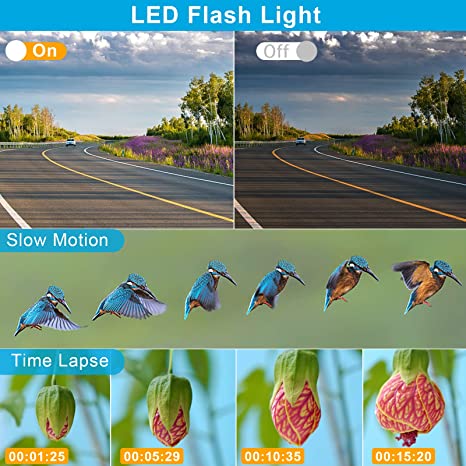 LED Flash Light
On
Off
Slow Motion
Time Lapse
00:01:25
00:05:29
00:10:35
00:15:20